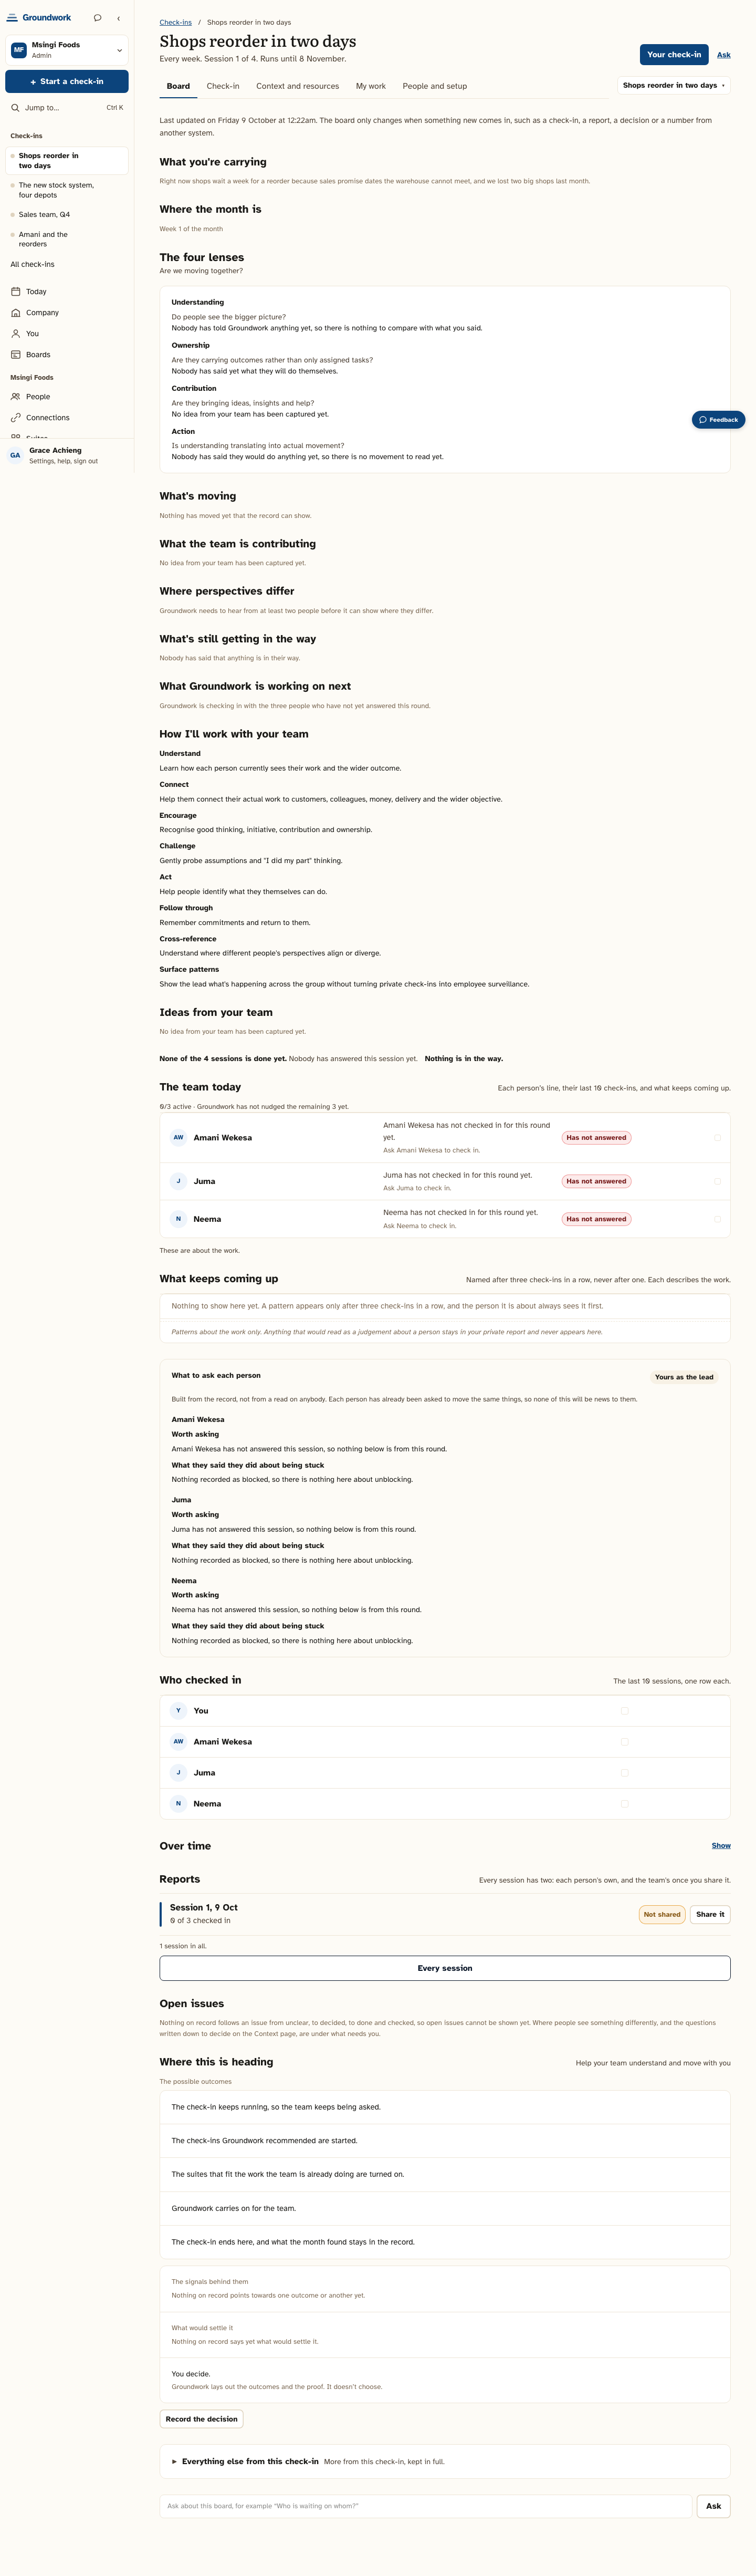 Groundwork
MF
Msingi Foods
Admin
+ Start a check-in
Jump to...
Ctrl K
Check-ins
Shops reorder in
two days
The new stock system,
four depots
Sales team, Q4
Amani and the
reorders
All check-ins
Today
Company
You
Boards
Msingi Foods
People
Connections
GA
Grace Achieng
Settings, help, sign out
Check-ins / Shops reorder in two days
Shops reorder in two days
Every week. Session 1 of 4. Runs until 8 November.
Your check-in
Ask
Board
Check-in
Context and resources
My work
People and setup
Shops reorder in two days
Last updated on Friday 9 October at 12:22am. The board only changes when something new comes in, such as a check-in, a report, a decision or a number from
another system.
What you're carrying
Right now shops wait a week for a reorder because sales promise dates the warehouse cannot meet, and we lost two big shops last month.
Where the month is
Week 1 of the month
The four lenses
Are we moving together?
Understanding
Do people see the bigger picture?
Nobody has told Groundwork anything yet, so there is nothing to compare with what you said.
Ownership
Are they carrying outcomes rather than only assigned tasks?
Nobody has said yet what they will do themselves.
Contribution
Are they bringing ideas, insights and help?
No idea from your team has been captured yet.
Action
Is understanding translating into actual movement?
Nobody has said they would do anything yet, so there is no movement to read yet.
Feedback
What's moving
Nothing has moved yet that the record can show.
What the team is contributing
No idea from your team has been captured yet.
Where perspectives differ
Groundwork needs to hear from at least two people before it can show where they differ.
What's still getting in the way
Nobody has said that anything is in their way.
What Groundwork is working on next
Groundwork is checking in with the three people who have not yet answered this round.
How I'll work with your team
Understand
Learn how each person currently sees their work and the wider outcome.
Connect
Help them connect their actual work to customers, colleagues, money, delivery and the wider objective.
Encourage
Recognise good thinking, initiative, contribution and ownership.
Challenge
Gently probe assumptions and "I did my part" thinking.
Act
Help people identify what they themselves can do.
Follow through
Remember commitments and return to them.
Cross-reference
Understand where different people's perspectives align or diverge.
Surface patterns
Show the lead what's happening across the group without turning private check-ins into employee surveillance.
Ideas from your team
No idea from your team has been captured yet.
None of the 4 sessions is done yet. Nobody has answered this session yet. Nothing is in the way.
The team today
Each person's line, their last 10 check-ins, and what keeps coming up.
0/3 active · Groundwork has not nudged the remaining 3 yet.
AW
Amani Wekesa
Amani Wekesa has not checked in for this round
yet.
Ask Amani Wekesa to check in.
Has not answered
J
Juma
Juma has not checked in for this round yet.
Ask Juma to check in.
Has not answered
N
Neema
Neema has not checked in for this round yet.
Ask Neema to check in.
Has not answered
These are about the work.
What keeps coming up
Named after three check-ins in a row, never after one. Each describes the work.
Nothing to show here yet. A pattern appears only after three check-ins in a row, and the person it is about always sees it first.
Patterns about the work only. Anything that would read as a judgement about a person stays in your private report and never appears here.
What to ask each person
Yours as the lead
Built from the record, not from a read on anybody. Each person has already been asked to move the same things, so none of this will be news to them.
Amani Wekesa
Worth asking
Amani Wekesa has not answered this session, so nothing below is from this round.
What they said they did about being stuck
Nothing recorded as blocked, so there is nothing here about unblocking.
Juma
Worth asking
Juma has not answered this session, so nothing below is from this round.
What they said they did about being stuck
Nothing recorded as blocked, so there is nothing here about unblocking.
Neema
Worth asking
Neema has not answered this session, so nothing below is from this round.
What they said they did about being stuck
Nothing recorded as blocked, so there is nothing here about unblocking.
Who checked in
The last 10 sessions, one row each.
Y
You
AW
Amani Wekesa
J
Juma
N
Neema
Over time
Show
Reports
Every session has two: each person's own, and the team's once you share it.
Session 1, 9 Oct
0 of 3 checked in
Not shared
Share it
1 session in all.
Every session
Open issues
Nothing on record follows an issue from unclear, to decided, to done and checked, so open issues cannot be shown yet. Where people see something differently, and the questions
written down to decide on the Context page, are under what needs you.
Where this is heading
Help your team understand and move with you
The possible outcomes
The check-in keeps running, so the team keeps being asked.
The check-ins Groundwork recommended are started.
The suites that fit the work the team is already doing are turned on.
Groundwork carries on for the team.
The check-in ends here, and what the month found stays in the record.
The signals behind them
Nothing on record points towards one outcome or another yet.
What would settle it
Nothing on record says yet what would settle it.
You decide.
Groundwork lays out the outcomes and the proof. It doesn't choose.
Record the decision
Everything else from this check-in More from this check-in, kept in full.
Ask about this board, for example "Who is waiting on whom?"
Ask